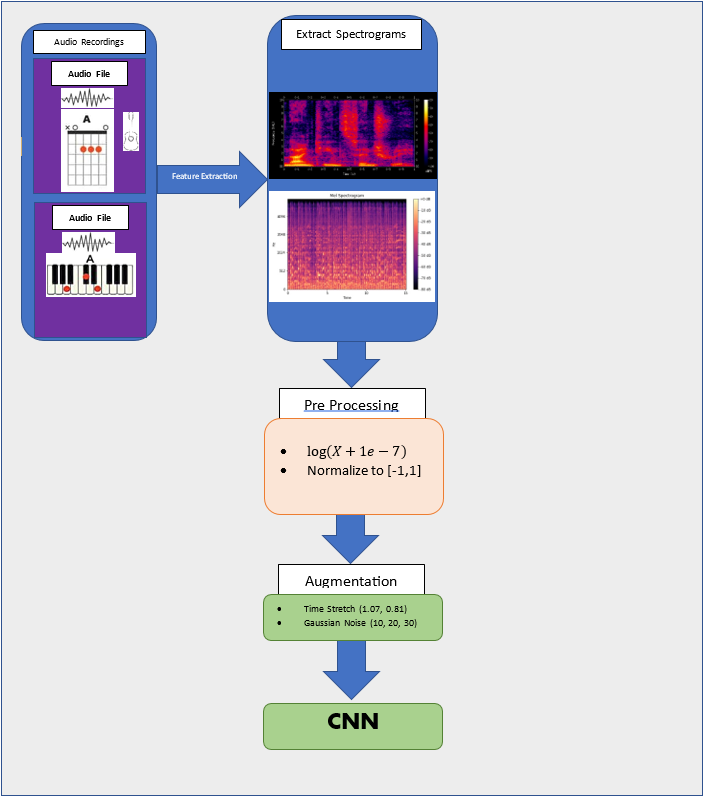 Audio Recordings
Audio File
A
Audio File
A
Feature Extraction
Extract Spectrograms
Mel Spectrogram
Time
Pre Processing
• log(X + 1e − 7)
• Normalize to [-1,1]
Augmentation
• Time Stretch (1.07, 0.81)
• Gaussian Noise (10, 20, 30)
CNN